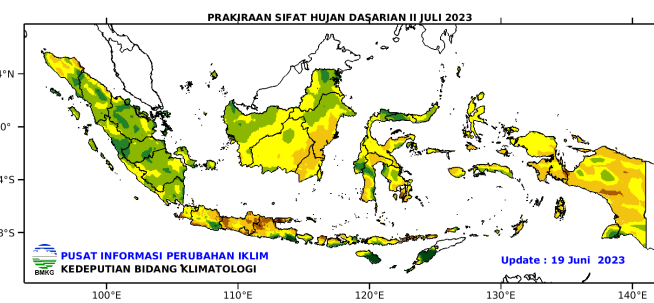 PRAKIRAAN SIFAT HUJAN DASARIAN II JULI 2023
4°N
0°
4°S
8°S
PUSAT INFORMASI PERUBAHAN IKLIM
Update : 19 Juni 2023
KEDEPUTIAN BIDANG KLIMATOLOGI
BMKG
100°E
110°E
120°E
130°E
140°E